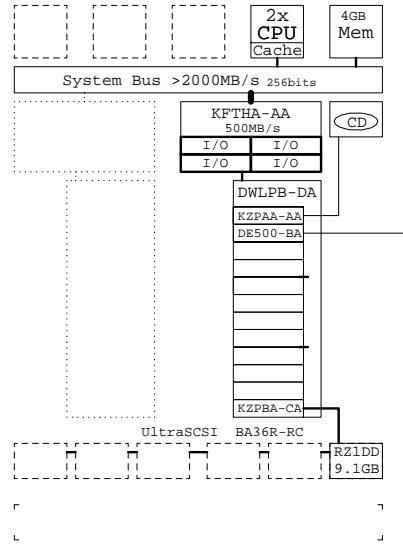 2x
CPU
Cache
4GB
Mem
System Bus >2000MB/s 256bits
KFTHA-AA
500MB/s
I/O I/O
I/O I/O
CD
DWLPB-DA
KZPAA-AA
DE500-BA
KZPBA-CA
UltraSCSI BA36R-RC
RZ1DD
9.1GB